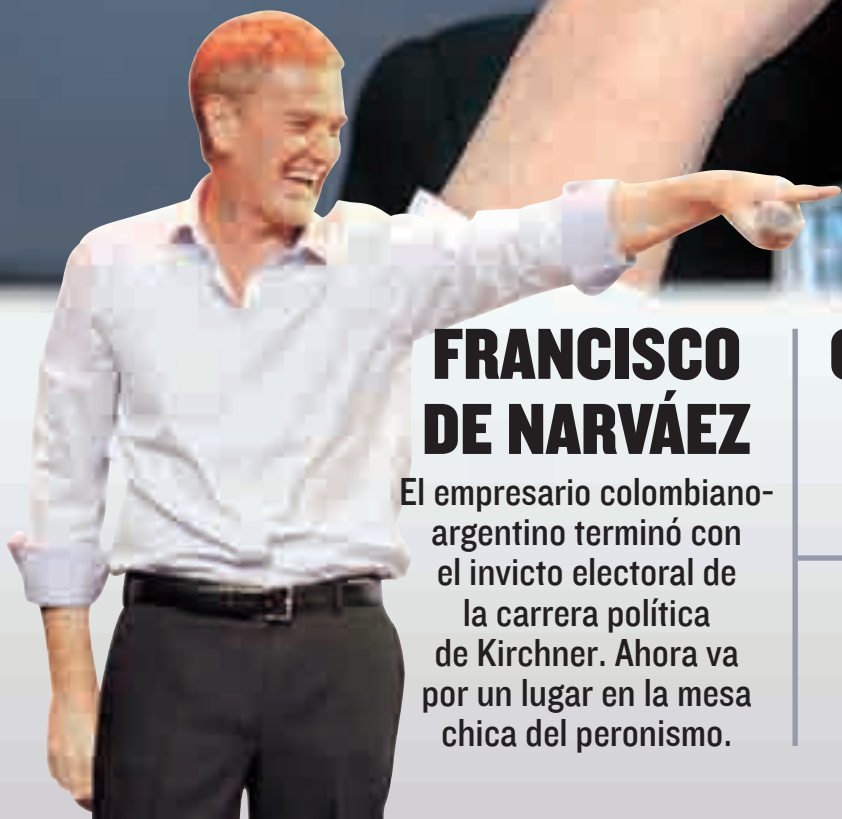 FRANCISCO
DE NARVÁEZ
El empresario colombiano-
argentino terminó con
el invicto electoral de
la carrera política
de Kirchner. Ahora va
por un lugar en la mesa
chica del peronismo.